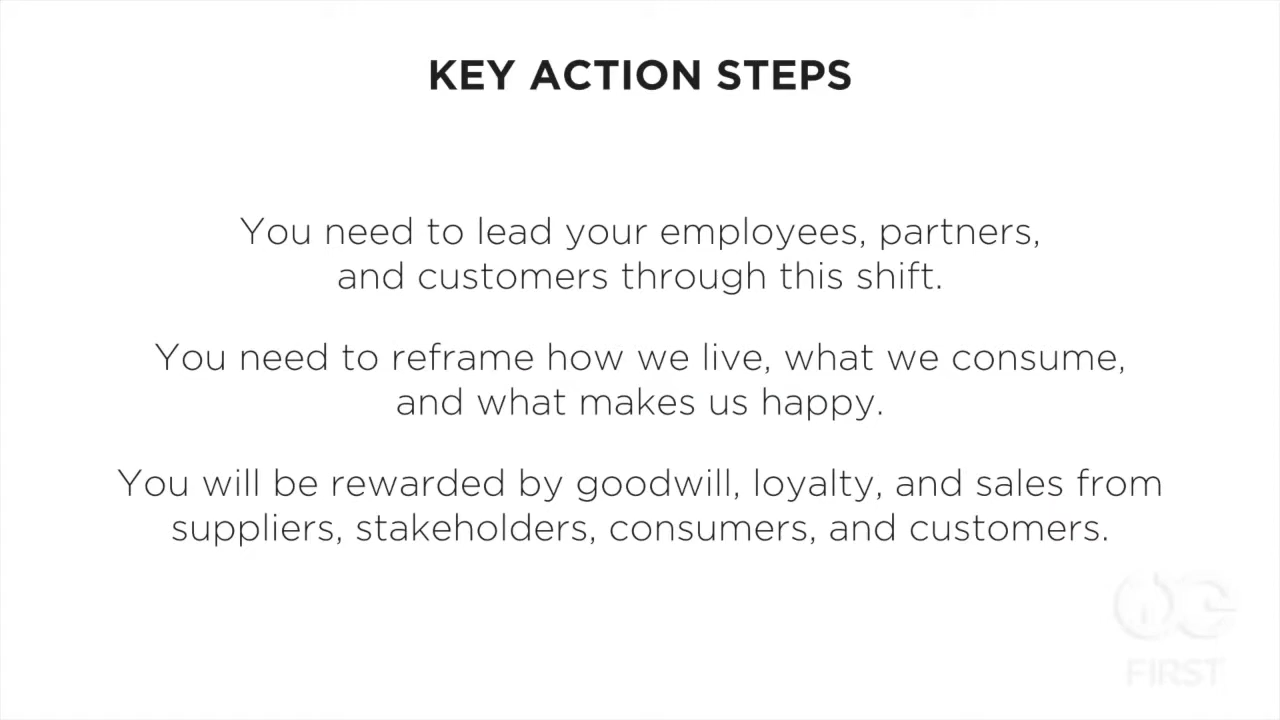 KEY ACTION STEPS
You need to lead your employees, partners,
and customers through this shift.
You need to reframe how we live, what we consume,
and what makes us happy.
You will be rewarded by goodwill, loyalty, and sales from
suppliers, stakeholders, consumers, and customers.
FIRST